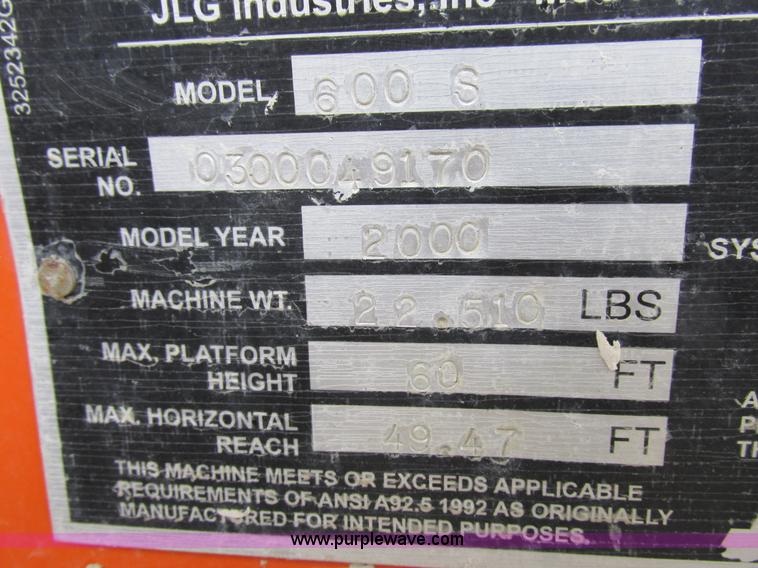 JLG Industries, Inc
3252342
MODEL 600 S
SERIAL NO. 0300049170
MODEL YEAR 2000
SYS
MACHINE WT. 22.510 LBS
MAX. PLATFORM
HEIGHT 60 FT
MAX. HORIZONTAL
REACH 49.47 FT
THIS MACHINE MEETS OR EXCEEDS APPLICABLE
REQUIREMENTS OF ANSI A92.5 1992 AS ORIGINALLY
MANUFACTURED FOR INTENDED PURPOSES.
www.purplewave.com